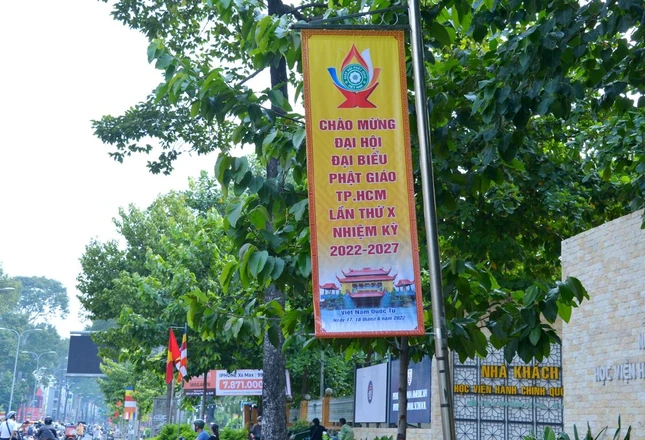 CHÀO MỪNG
ĐẠI HỘI
ĐẠI BIỂU
PHẬT GIÁO
TP.HCM
LẦN THỨ X
NHIỆM KỲ
2022-2027
Việt Nam Quốc Tự
7.871.000
NHÀ KHÁCH
HỌC VIỆN HÀNH CHÍNH QUỐ
HỌC VIỆN H